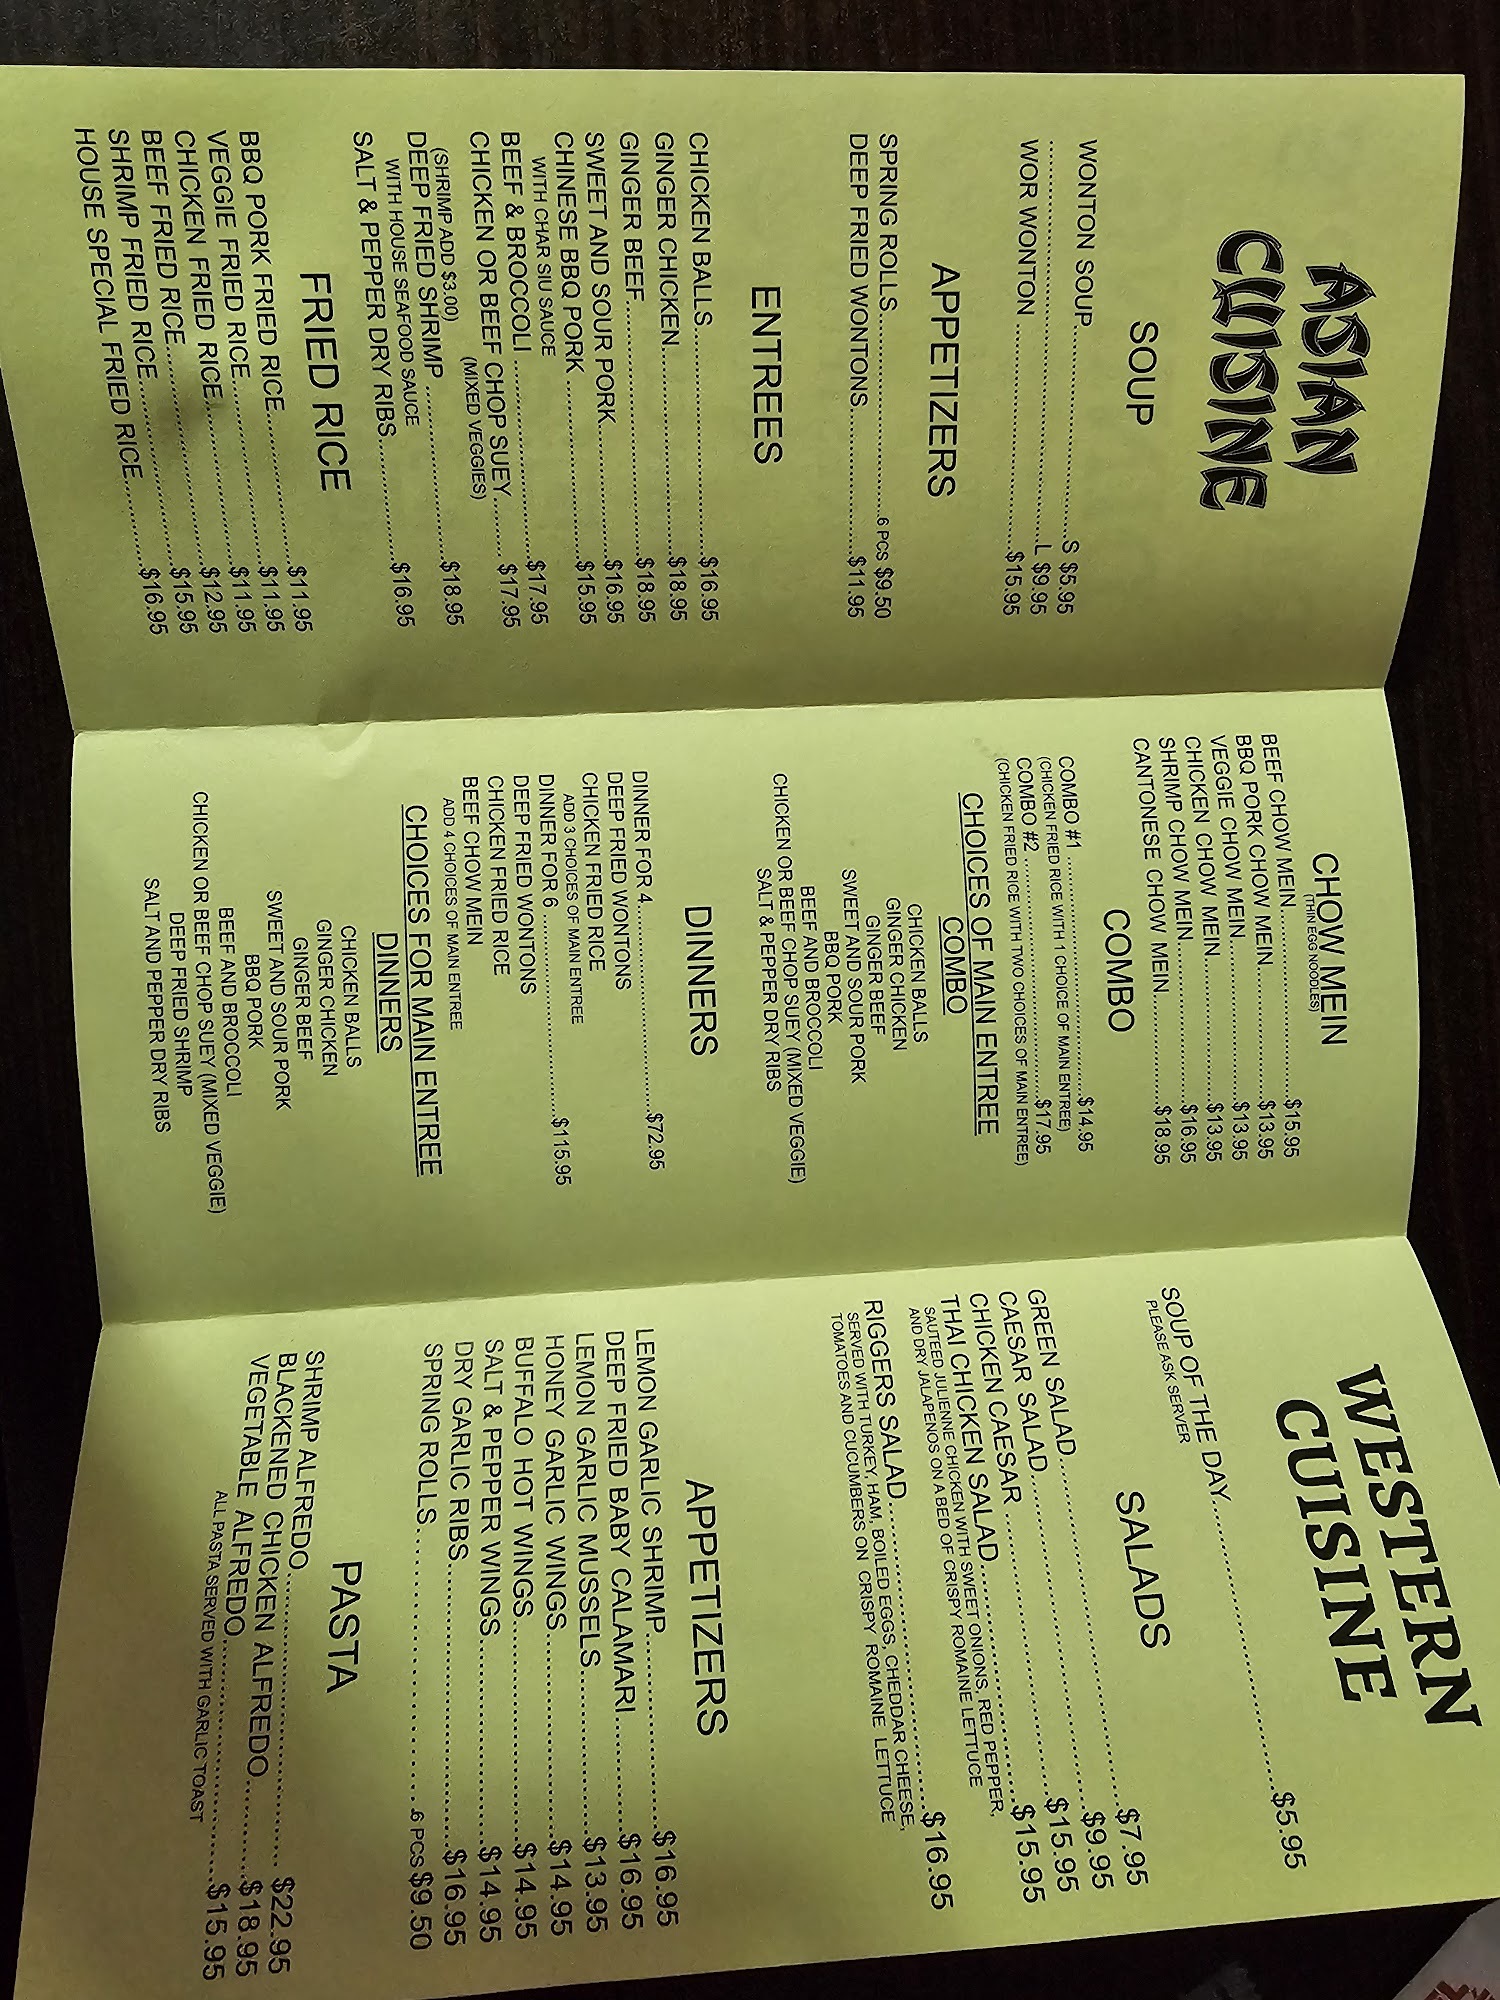 ASIAN
CUISINE
SOUP
WONTON SOUP..............................S $5.95
..............................L $9.95
WOR WONTON ..............................$15.95
APPETIZERS
SPRING ROLLS..............................6 PCS $9.50
DEEP FRIED WONTONS..............................$11.95
ENTREES
CHICKEN BALLS..............................$16.95
GINGER CHICKEN..............................$18.95
GINGER BEEF..............................$18.95
SWEET AND SOUR PORK..............................$16.95
CHINESE BBQ PORK ..............................$15.95
WITH CHAR SIU SAUCE
BEEF & BROCCOLI ..............................$17.95
CHICKEN OR BEEF CHOP SUEY........$17.95
(MIXED VEGGIES)
(SHRIMP ADD $3.00)
DEEP FRIED SHRIMP ..............................$18.95
WITH HOUSE SEAFOOD SAUCE
SALT & PEPPER DRY RIBS....................$16.95
FRIED RICE
BBQ PORK FRIED RICE..............................$11.95
VEGGIE FRIED RICE..............................$11.95
CHICKEN FRIED RICE..............................$11.95
BEEF FRIED RICE..............................$12.95
SHRIMP FRIED RICE..............................$15.95
HOUSE SPECIAL FRIED RICE..............$16.95
CHOW MEIN
(THIN EGG NOODLES)
BEEF CHOW MEIN..............................$15.95
BBQ PORK CHOW MEIN....................$13.95
VEGGIE CHOW MEIN..............................$13.95
CHICKEN CHOW MEIN....................$13.95
SHRIMP CHOW MEIN....................$16.95
CANTONESE CHOW MEIN..............$18.95
COMBO
COMBO #1 ..............................$14.95
(CHICKEN FRIED RICE WITH 1 CHOICE OF MAIN ENTREE)
COMBO #2 ..............................$17.95
(CHICKEN FRIED RICE WITH TWO CHOICES OF MAIN ENTREE)
CHOICES OF MAIN ENTREE
COMBO
CHICKEN BALLS
GINGER CHICKEN
GINGER BEEF
SWEET AND SOUR PORK
BBQ PORK
BEEF AND BROCCOLI
CHICKEN OR BEEF CHOP SUEY (MIXED VEGGIE)
SALT & PEPPER DRY RIBS
DINNERS
DINNER FOR 4..............................$72.95
DEEP FRIED WONTONS
CHICKEN FRIED RICE
ADD 3 CHOICES OF MAIN ENTREE
DINNER FOR 6 ..............................$115.95
DEEP FRIED WONTONS
CHICKEN FRIED RICE
BEEF CHOW MEIN
ADD 4 CHOICES OF MAIN ENTREE
CHOICES FOR MAIN ENTREE
DINNERS
CHICKEN BALLS
GINGER CHICKEN
GINGER BEEF
SWEET AND SOUR PORK
BBQ PORK
BEEF AND BROCCOLI
CHICKEN OR BEEF CHOP SUEY (MIXED VEGGIE)
DEEP FRIED SHRIMP
SALT AND PEPPER DRY RIBS
WESTERN
CUISINE
SOUP OF THE DAY..............................$5.95
PLEASE ASK SERVER
SALADS
GREEN SALAD..............................$7.95
CAESAR SALAD..............................$9.95
CHICKEN CAESAR ..............................$15.95
THAI CHICKEN SALAD..............................$15.95
SAUTEED JULIENNE CHICKEN WITH SWEET ONIONS, RED PEPPER,
AND DRY JALAPENOS ON A BED OF CRISPY ROMAINE LETTUCE
RIGGERS SALAD..............................$16.95
SERVED WITH TURKEY, HAM, BOILED EGGS, CHEDDAR CHEESE,
TOMATOES AND CUCUMBERS ON CRISPY ROMAINE LETTUCE
APPETIZERS
LEMON GARLIC SHRIMP..............................$16.95
DEEP FRIED BABY CALAMARI....................$16.95
LEMON GARLIC MUSSELS....................$13.95
HONEY GARLIC WINGS..............................$14.95
BUFFALO HOT WINGS..............................$14.95
SALT & PEPPER WINGS..............................$14.95
DRY GARLIC RIBS..............................$16.95
SPRING ROLLS..............................6 PCS $9.50
PASTA
SHRIMP ALFREDO..............................$22.95
BLACKENED CHICKEN ALFREDO..............$18.95
VEGETABLE ALFREDO..............................$15.95
ALL PASTA SERVED WITH GARLIC TOAST